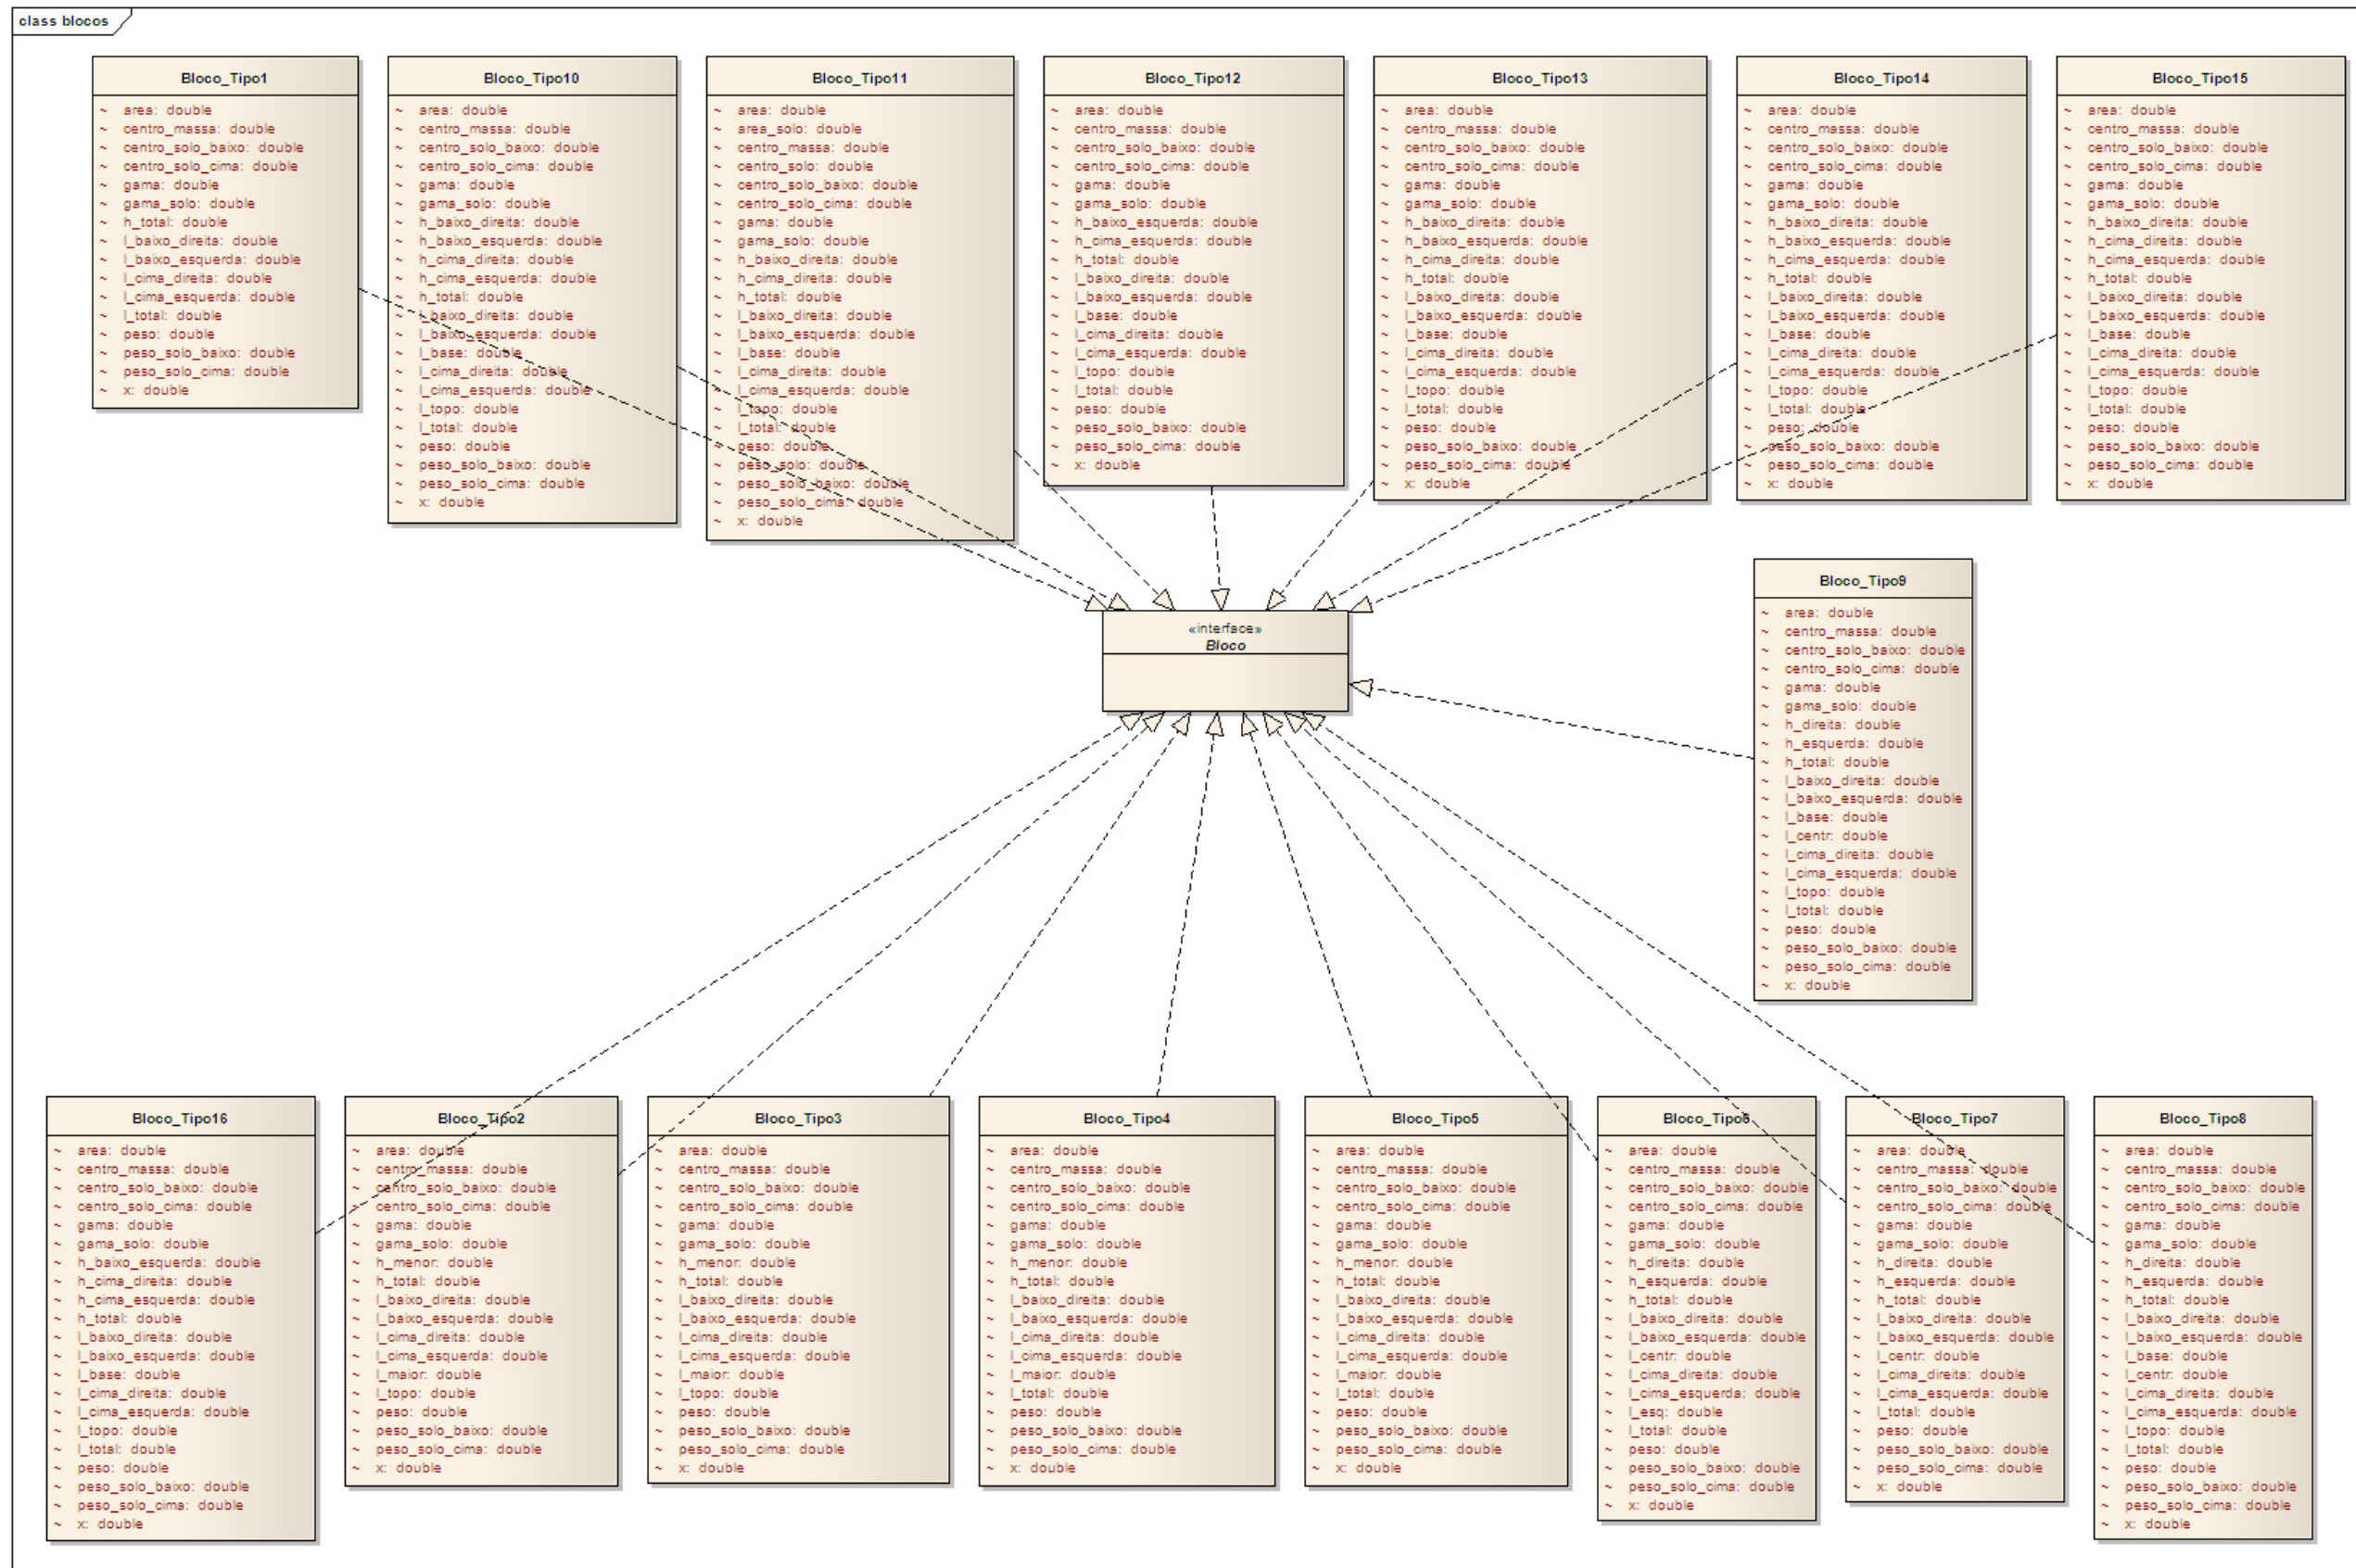 class blocos
Bloco_Tipo1
~ area: double
~ centro_massa: double
~ centro_solo_baixo: double
~ centro_solo_cima: double
~ gama: double
~ gama_solo: double
~ h_total: double
~ l_baixo_direita: double
~ l_baixo_esquerda: double
~ l_cima_direita: double
~ l_cima_esquerda: double
~ l_total: double
~ peso: double
~ peso_solo_baixo: double
~ peso_solo_cima: double
~ x: double
Bloco_Tipo10
~ area: double
~ centro_massa: double
~ centro_solo_baixo: double
~ centro_solo_cima: double
~ gama: double
~ gama_solo: double
~ h_baixo_direita: double
~ h_baixo_esquerda: double
~ h_cima_direita: double
~ h_cima_esquerda: double
~ h_total: double
~ l_baixo_direita: double
~ l_baixo_esquerda: double
~ l_base: double
~ l_cima_direita: double
~ l_cima_esquerda: double
~ l_topo: double
~ l_total: double
~ peso: double
~ peso_solo_baixo: double
~ peso_solo_cima: double
~ x: double
Bloco_Tipo11
~ area: double
~ area_solo: double
~ centro_massa: double
~ centro_solo: double
~ centro_solo_baixo: double
~ centro_solo_cima: double
~ gama: double
~ gama_solo: double
~ h_baixo_direita: double
~ h_cima_direita: double
~ h_total: double
~ l_baixo_direita: double
~ l_baixo_esquerda: double
~ l_base: double
~ l_cima_direita: double
~ l_cima_esquerda: double
~ l_topo: double
~ l_total: double
~ peso: double
~ peso_solo: double
~ peso_solo_baixo: double
~ peso_solo_cima: double
~ x: double
Bloco_Tipo12
~ area: double
~ centro_massa: double
~ centro_solo_baixo: double
~ centro_solo_cima: double
~ gama: double
~ gama_solo: double
~ h_baixo_esquerda: double
~ h_cima_esquerda: double
~ h_total: double
~ l_baixo_direita: double
~ l_baixo_esquerda: double
~ l_base: double
~ l_cima_direita: double
~ l_cima_esquerda: double
~ l_topo: double
~ l_total: double
~ peso: double
~ peso_solo_baixo: double
~ peso_solo_cima: double
~ x: double
Bloco_Tipo13
~ area: double
~ centro_massa: double
~ centro_solo_baixo: double
~ centro_solo_cima: double
~ gama: double
~ gama_solo: double
~ h_baixo_direita: double
~ h_baixo_esquerda: double
~ h_cima_direita: double
~ h_total: double
~ l_baixo_direita: double
~ l_baixo_esquerda: double
~ l_base: double
~ l_cima_direita: double
~ l_cima_esquerda: double
~ l_topo: double
~ l_total: double
~ peso: double
~ peso_solo_baixo: double
~ peso_solo_cima: double
~ x: double
Bloco_Tipo14
~ area: double
~ centro_massa: double
~ centro_solo_baixo: double
~ centro_solo_cima: double
~ gama: double
~ gama_solo: double
~ h_baixo_direita: double
~ h_baixo_esquerda: double
~ h_cima_esquerda: double
~ h_total: double
~ l_baixo_direita: double
~ l_baixo_esquerda: double
~ l_base: double
~ l_cima_direita: double
~ l_cima_esquerda: double
~ l_topo: double
~ l_total: double
~ peso: double
~ peso_solo_baixo: double
~ peso_solo_cima: double
~ x: double
Bloco_Tipo15
~ area: double
~ centro_massa: double
~ centro_solo_baixo: double
~ centro_solo_cima: double
~ gama: double
~ gama_solo: double
~ h_baixo_direita: double
~ h_cima_direita: double
~ h_cima_esquerda: double
~ h_total: double
~ l_baixo_direita: double
~ l_baixo_esquerda: double
~ l_base: double
~ l_cima_direita: double
~ l_cima_esquerda: double
~ l_topo: double
~ l_total: double
~ peso: double
~ peso_solo_baixo: double
~ peso_solo_cima: double
~ x: double
«interface»
Bloco
Bloco_Tipo9
~ area: double
~ centro_massa: double
~ centro_solo_baixo: double
~ centro_solo_cima: double
~ gama: double
~ gama_solo: double
~ h_direita: double
~ h_esquerda: double
~ h_total: double
~ l_baixo_direita: double
~ l_baixo_esquerda: double
~ l_base: double
~ l_centr: double
~ l_cima_direita: double
~ l_cima_esquerda: double
~ l_topo: double
~ l_total: double
~ peso: double
~ peso_solo_baixo: double
~ peso_solo_cima: double
~ x: double
Bloco_Tipo16
~ area: double
~ centro_massa: double
~ centro_solo_baixo: double
~ centro_solo_cima: double
~ gama: double
~ gama_solo: double
~ h_baixo_esquerda: double
~ h_cima_direita: double
~ h_cima_esquerda: double
~ h_total: double
~ l_baixo_direita: double
~ l_baixo_esquerda: double
~ l_base: double
~ l_cima_direita: double
~ l_cima_esquerda: double
~ l_topo: double
~ l_total: double
~ peso: double
~ peso_solo_baixo: double
~ peso_solo_cima: double
~ x: double
Bloco_Tipo2
~ area: double
~ centro_massa: double
~ centro_solo_baixo: double
~ centro_solo_cima: double
~ gama: double
~ gama_solo: double
~ h_menor: double
~ h_total: double
~ l_baixo_direita: double
~ l_baixo_esquerda: double
~ l_cima_direita: double
~ l_cima_esquerda: double
~ l_maior: double
~ l_topo: double
~ peso: double
~ peso_solo_baixo: double
~ peso_solo_cima: double
~ x: double
Bloco_Tipo3
~ area: double
~ centro_massa: double
~ centro_solo_baixo: double
~ centro_solo_cima: double
~ gama: double
~ gama_solo: double
~ h_menor: double
~ h_total: double
~ l_baixo_direita: double
~ l_baixo_esquerda: double
~ l_cima_direita: double
~ l_cima_esquerda: double
~ l_maior: double
~ l_topo: double
~ peso: double
~ peso_solo_baixo: double
~ peso_solo_cima: double
~ x: double
Bloco_Tipo4
~ area: double
~ centro_massa: double
~ centro_solo_baixo: double
~ centro_solo_cima: double
~ gama: double
~ gama_solo: double
~ h_menor: double
~ h_total: double
~ l_baixo_direita: double
~ l_baixo_esquerda: double
~ l_cima_direita: double
~ l_cima_esquerda: double
~ l_maior: double
~ l_total: double
~ peso: double
~ peso_solo_baixo: double
~ peso_solo_cima: double
~ x: double
Bloco_Tipo5
~ area: double
~ centro_massa: double
~ centro_solo_baixo: double
~ centro_solo_cima: double
~ gama: double
~ gama_solo: double
~ h_menor: double
~ h_total: double
~ l_baixo_direita: double
~ l_baixo_esquerda: double
~ l_cima_direita: double
~ l_cima_esquerda: double
~ l_maior: double
~ l_total: double
~ peso: double
~ peso_solo_baixo: double
~ peso_solo_cima: double
~ x: double
Bloco_Tipo6
~ area: double
~ centro_massa: double
~ centro_solo_baixo: double
~ centro_solo_cima: double
~ gama: double
~ gama_solo: double
~ h_direita: double
~ h_esquerda: double
~ h_total: double
~ l_baixo_direita: double
~ l_baixo_esquerda: double
~ l_centr: double
~ l_cima_direita: double
~ l_cima_esquerda: double
~ l_esq: double
~ l_total: double
~ peso: double
~ peso_solo_baixo: double
~ peso_solo_cima: double
~ x: double
Bloco_Tipo7
~ area: double
~ centro_massa: double
~ centro_solo_baixo: double
~ centro_solo_cima: double
~ gama: double
~ gama_solo: double
~ h_direita: double
~ h_esquerda: double
~ h_total: double
~ l_baixo_direita: double
~ l_baixo_esquerda: double
~ l_centr: double
~ l_cima_direita: double
~ l_cima_esquerda: double
~ l_total: double
~ peso: double
~ peso_solo_baixo: double
~ peso_solo_cima: double
~ x: double
Bloco_Tipo8
~ area: double
~ centro_massa: double
~ centro_solo_baixo: double
~ centro_solo_cima: double
~ gama: double
~ gama_solo: double
~ h_direita: double
~ h_esquerda: double
~ h_total: double
~ l_baixo_direita: double
~ l_baixo_esquerda: double
~ l_base: double
~ l_centr: double
~ l_cima_direita: double
~ l_cima_esquerda: double
~ l_topo: double
~ l_total: double
~ peso: double
~ peso_solo_baixo: double
~ peso_solo_cima: double
~ x: double